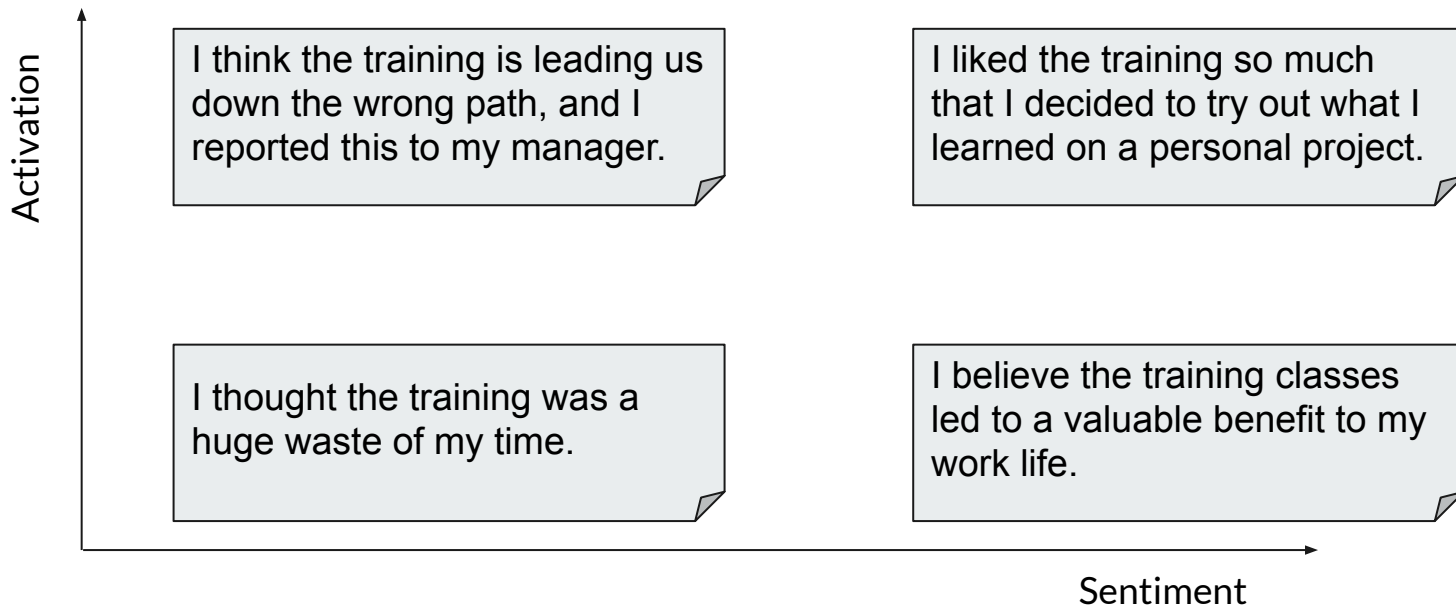 Activation
I think the training is leading us
down the wrong path, and I
reported this to my manager.
I liked the training so much
that I decided to try out what I
learned on a personal project.
I thought the training was a
huge waste of my time.
I believe the training classes
led to a valuable benefit to my
work life.
Sentiment